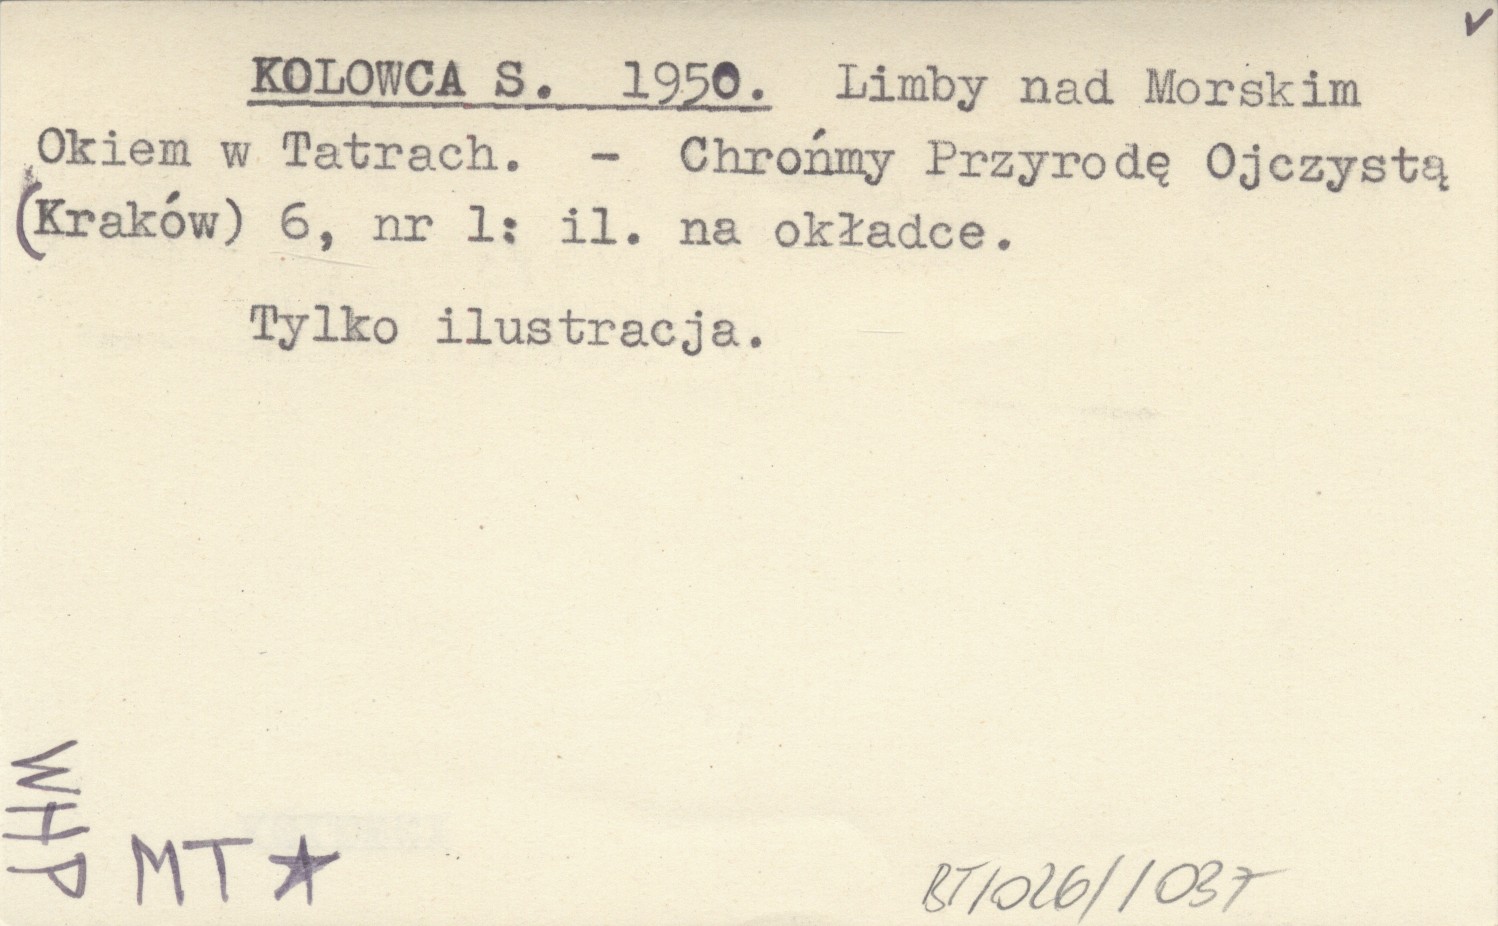 KOLOWCA S. 1950. Limby nad Morskim
Okiem w Tatrach. - Chrońmy Przyrodę Ojczystą
(Kraków) 6, nr 1: il. na okładce.
Tylko ilustracja.
WHP
MT
BT/026/1037